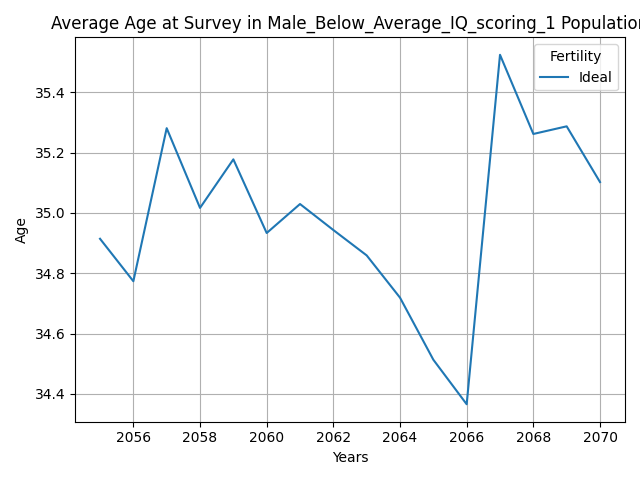 Average Age at Survey in Male_Below_Average_IQ_scoring_1 Population
Fertility
Ideal
35.4
35.2
35.0
34.8
34.6
34.4
Age
2056 2058 2060 2062 2064 2066 2068 2070
Years